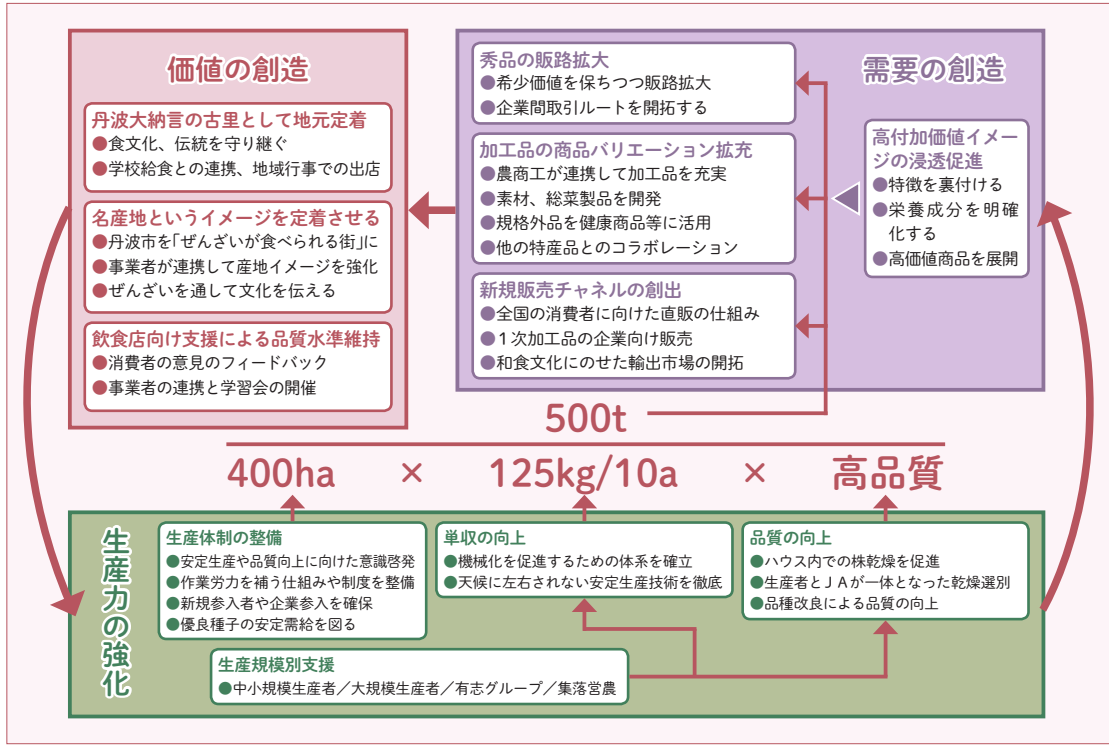 価値の創造
丹波大納言の古里として地元定着
●食文化、伝統を守り継ぐ
●学校給食との連携、地域行事での出店
名産地というイメージを定着させる
●丹波市を「ぜんざいが食べられる街」に
●事業者が連携して産地イメージを強化
●ぜんざいを通して文化を伝える
飲食店向け支援による品質水準維持
●消費者の意見のフィードバック
●事業者の連携と学習会の開催
需要の創造
秀品の販路拡大
●希少価値を保ちつつ販路拡大
●企業間取引ルートを開拓する
加工品の商品バリエーション拡充
●農商工が連携して加工品を充実
●素材、総菜製品を開発
●規格外品を健康商品等に活用
●他の特産品とのコラボレーション
新規販売チャネルの創出
●全国の消費者に向けた直販の仕組み
●1次加工品の企業向け販売
●和食文化にのせた輸出市場の開拓
高付加価値イメー
ジの浸透促進
●特徴を裏付ける
●栄養成分を明確
化する
●高価値商品を展開
500t
400ha × 125kg/10a × 高品質
生産力の強化
生産体制の整備
●安定生産や品質向上に向けた意識啓発
●作業労力を補う仕組みや制度を整備
●新規参入者や企業参入を確保
●優良種子の安定需給を図る
単収の向上
●機械化を促進するための体系を確立
●天候に左右されない安定生産技術を徹底
品質の向上
●ハウス内での株乾燥を促進
●生産者とJAが一体となった乾燥選別
●品種改良による品質の向上
生産規模別支援
●中小規模生産者／大規模生産者／有志グループ／集落営農